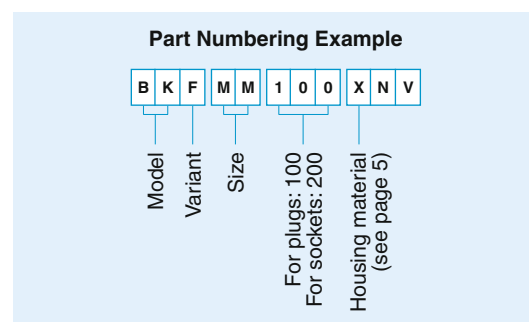 Part Numbering Example
B K F M M 1 0 0 X N V
Model
Variant
Size
For plugs: 100
For sockets: 200
Housing material
(see page 5)